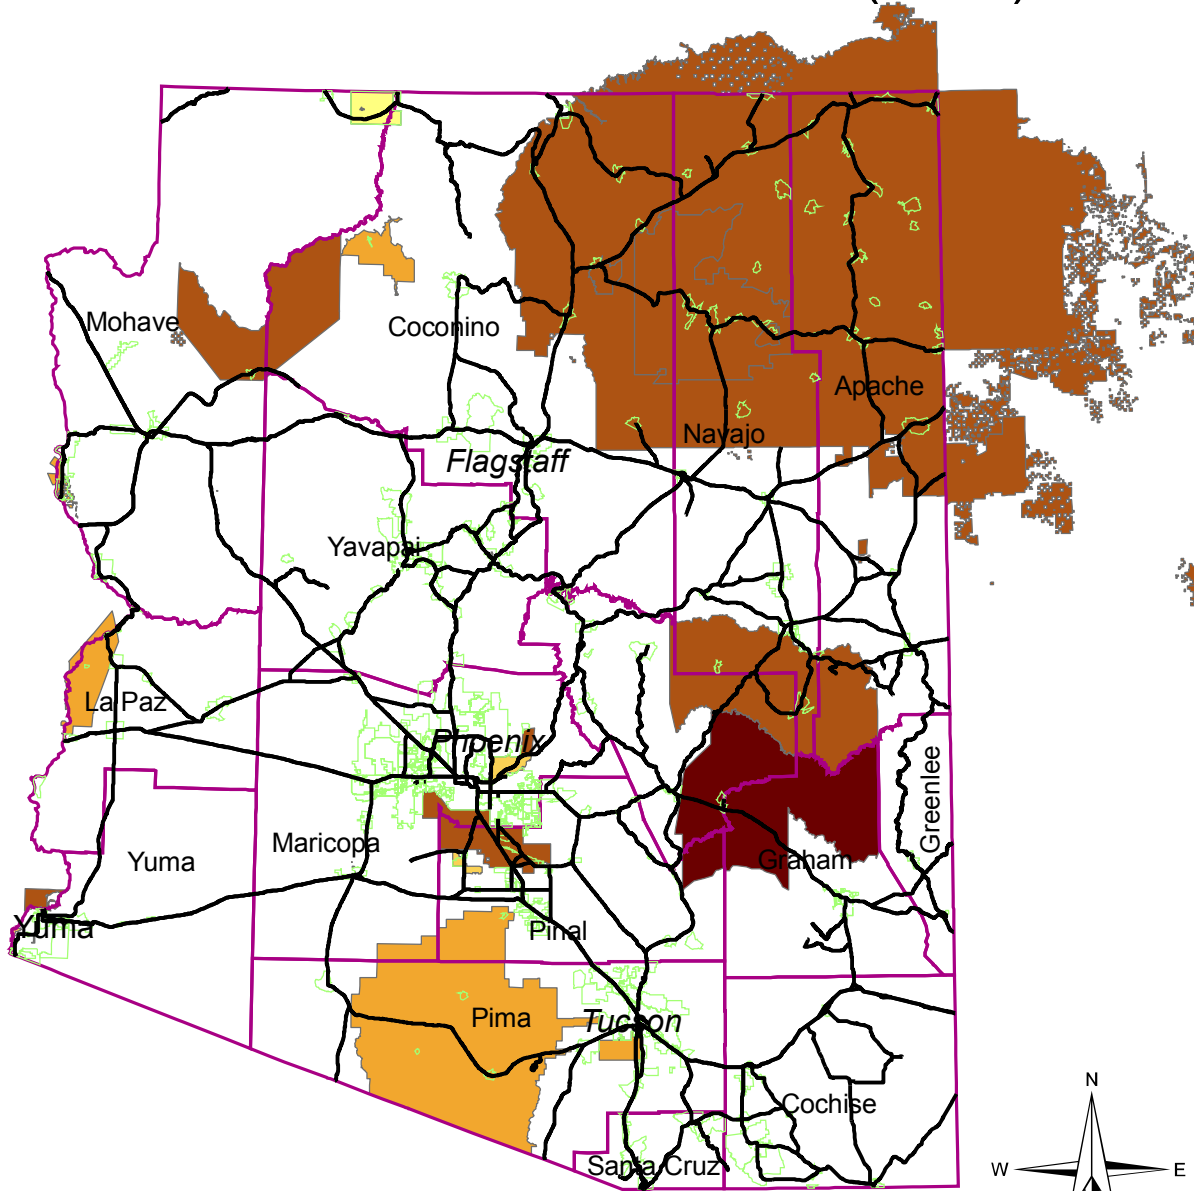 Mohave
Coconino
Apache
Navajo
Flagstaff
Yavapai
La Paz
Phoenix
Greenlee
Maricopa
Yuma
Graham
Yuma
Pinal
Pima
Tucson
N
Cochise
Santa Cruz
W
E